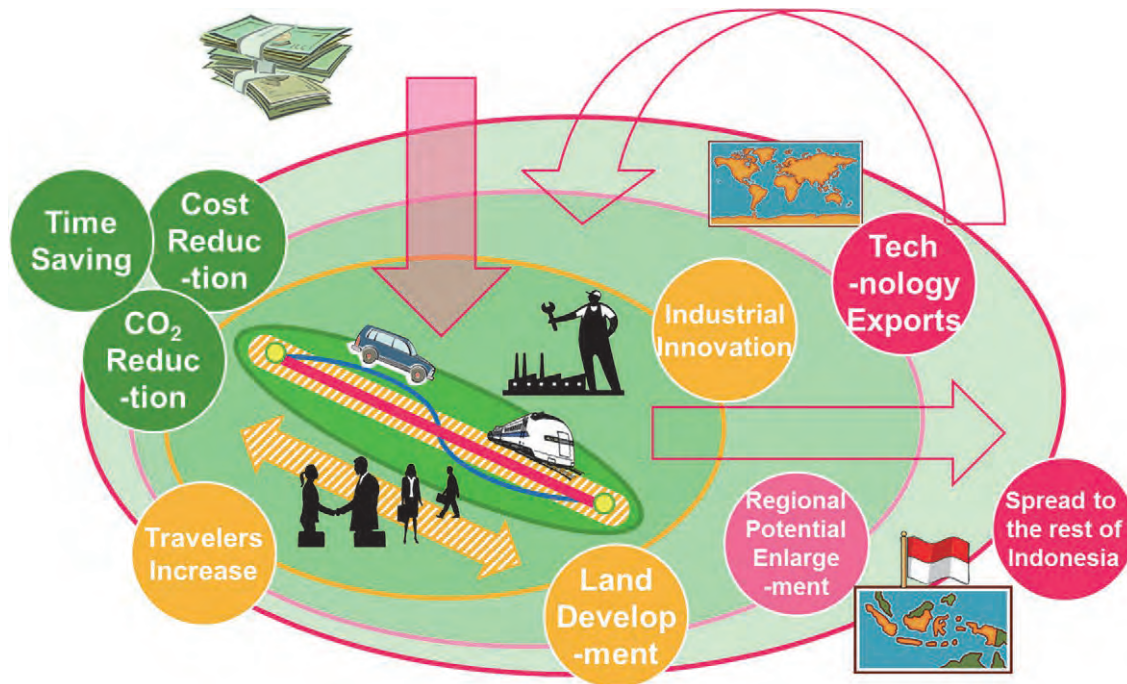 Time
Saving
Cost
Reduc
-tion
CO₂
Reduc
-tion
Tech
-nology
Exports
Industrial
Innovation
Travelers
Increase
Land
Develop
-ment
Regional
Potential
Enlarge
-ment
Spread to
the rest of
Indonesia